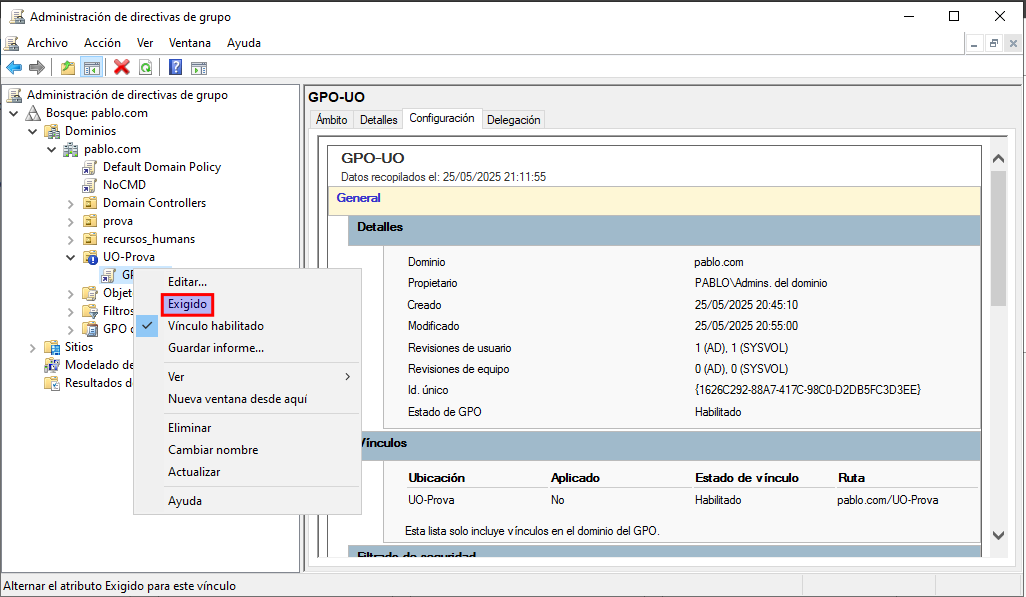 Administración de directivas de grupo
Archivo Acción Ver Ventana Ayuda
Administración de directivas de grupo
Bosque: pablo.com
Dominios
pablo.com
Default Domain Policy
NoCMD
Domain Controllers
prova
recursos_humans
UO-Prova
GP
Objet
Filtros
GPO
Sitios
Modelado de
Resultados d
Editar...
Exigido
Vínculo habilitado
Guardar informe...
Ver
Nueva ventana desde aquí
Eliminar
Cambiar nombre
Actualizar
Ayuda
GPO-UO
Ámbito Detalles Configuración Delegación
GPO-UO
Datos recopilados el: 25/05/2025 21:11:55
General
Detalles
Dominio pablo.com
Propietario PABLO\Admins. del dominio
Creado 25/05/2025 20:45:10
Modificado 25/05/2025 20:55:00
Revisiones de usuario 1 (AD), 1 (SYSVOL)
Revisiones de equipo 0 (AD), 0 (SYSVOL)
Id. único {1626C292-88A7-417C-98C0-D2DB5FC3D3EE}
Estado de GPO Habilitado
Vínculos
Ubicación Aplicado Estado de vínculo Ruta
UO-Prova No Habilitado pablo.com/UO-Prova
Esta lista solo incluye vínculos en el dominio del GPO.
Filtrado de seguridad
Alternar el atributo Exigido para este vínculo